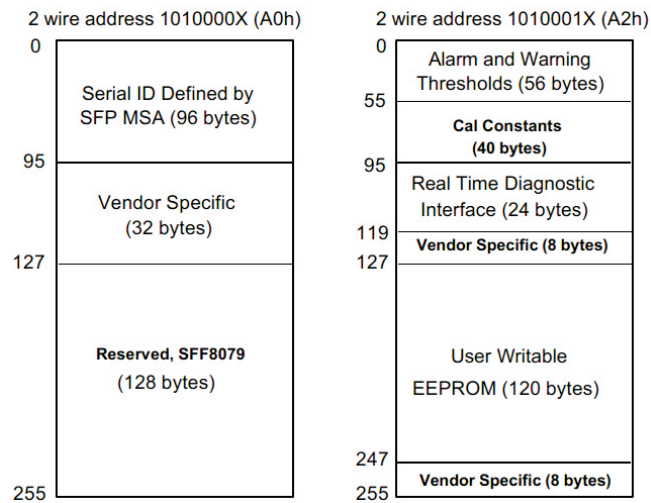 2 wire address 1010000X (A0h)
0
Serial ID Defined by
SFP MSA (96 bytes)
95
Vendor Specific
(32 bytes)
127
Reserved, SFF8079
(128 bytes)
255
2 wire address 1010001X (A2h)
0
Alarm and Warning
Thresholds (56 bytes)
55
Cal Constants
(40 bytes)
95
Real Time Diagnostic
Interface (24 bytes)
119
Vendor Specific (8 bytes)
127
User Writable
EEPROM (120 bytes)
247
Vendor Specific (8 bytes)
255